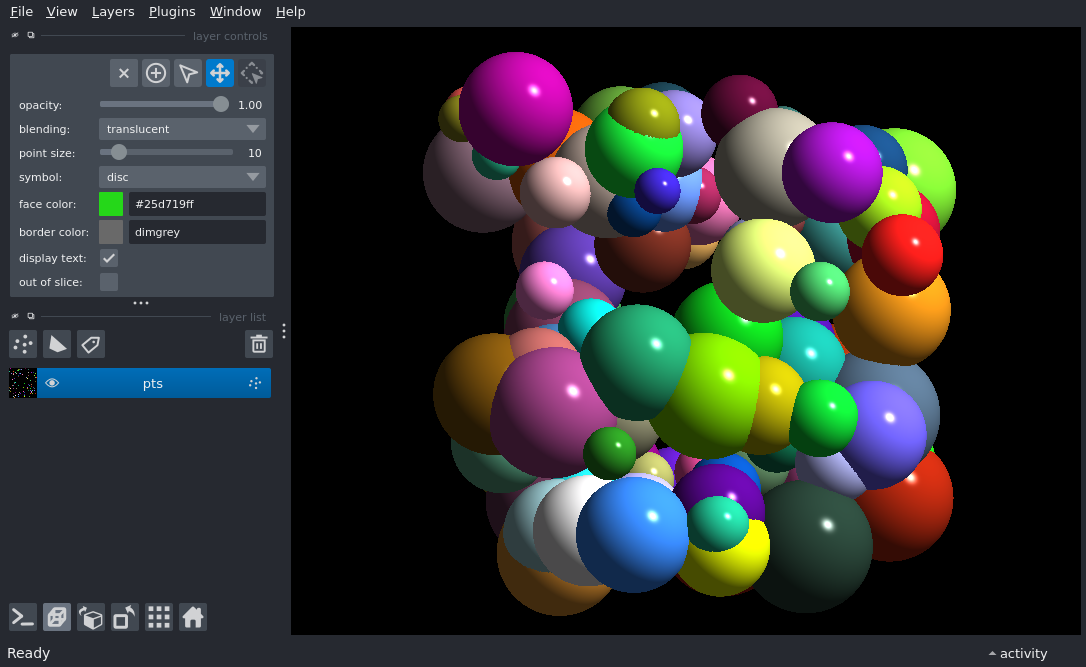 File View Layers Plugins Window Help
layer controls
opacity: 1.00
blending: translucent
point size: 10
symbol: disc
face color: #25d719ff
border color: dimgrey
display text:
out of slice:
layer list
pts
Ready activity